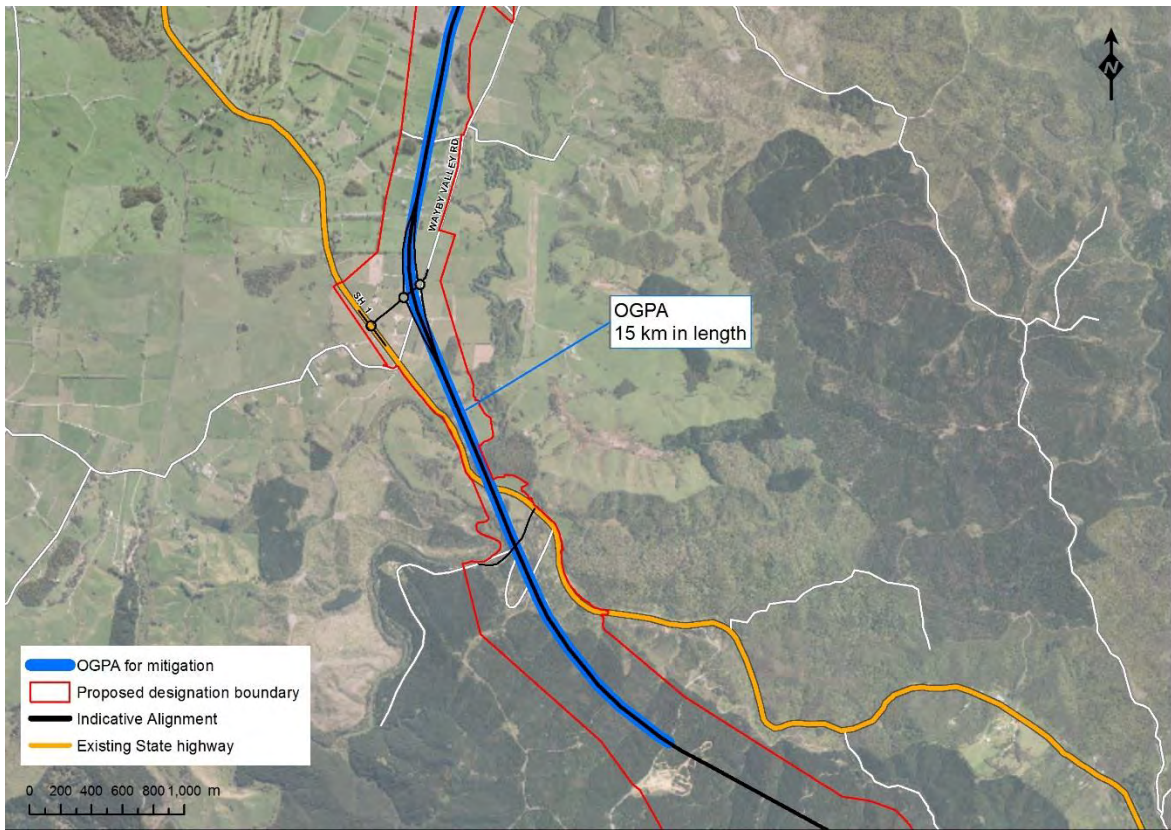 N
WAYBY VALLEY RD
SH 1
OGPA
15 km in length
OGPA for mitigation
Proposed designation boundary
Indicative Alignment
Existing State highway
0 200 400 600 800 1,000 m